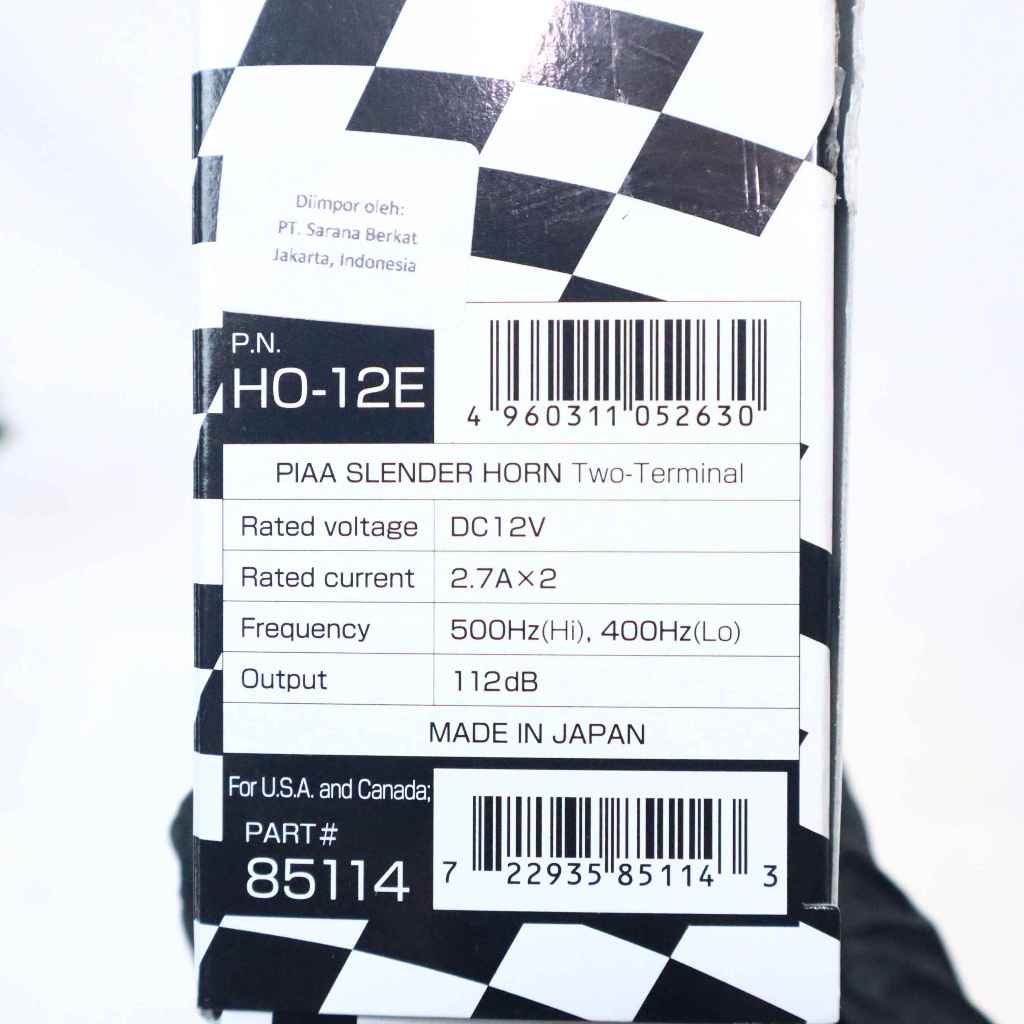 Diimpor oleh:
PT. Sarana Berkat
Jakarta, Indonesia
P.N.
HO-12E
4 960311 052630
PIAA SLENDER HORN Two-Terminal
Rated voltage DC12V
Rated current 2.7A×2
Frequency 500Hz(Hi), 400Hz(Lo)
Output 112dB
MADE IN JAPAN
For U.S.A. and Canada;
PART#
85114
7 22935 85114 3